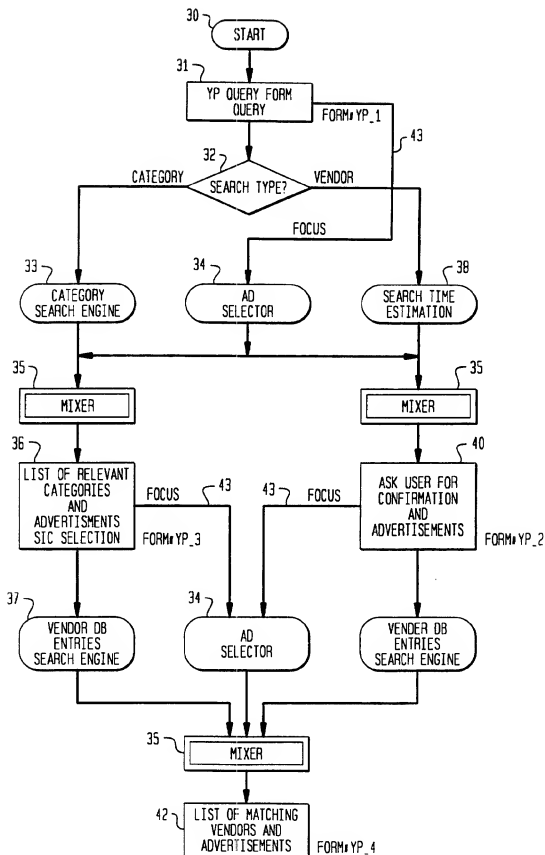 30
START
31
YP QUERY FORM
QUERY
FORM#YP_1
43
32
CATEGORY
SEARCH TYPE?
VENDOR
FOCUS
33
CATEGORY
SEARCH ENGINE
34
AD
SELECTOR
38
SEARCH TIME
ESTIMATION
35
MIXER
35
MIXER
36
LIST OF RELEVANT
CATEGORIES
AND
ADVERTISMENTS
SIC SELECTION
FOCUS
43
FORM#YP_3
40
ASK USER FOR
CONFIRMATION
AND
ADVERTISEMENTS
43
FOCUS
FORM#YP_2
37
VENDOR DB
ENTRIES
SEARCH ENGINE
34
AD
SELECTOR
VENDER DB
ENTRIES
SEARCH ENGINE
35
MIXER
42
LIST OF MATCHING
VENDORS AND
ADVERTISEMENTS
FORM#YP_4